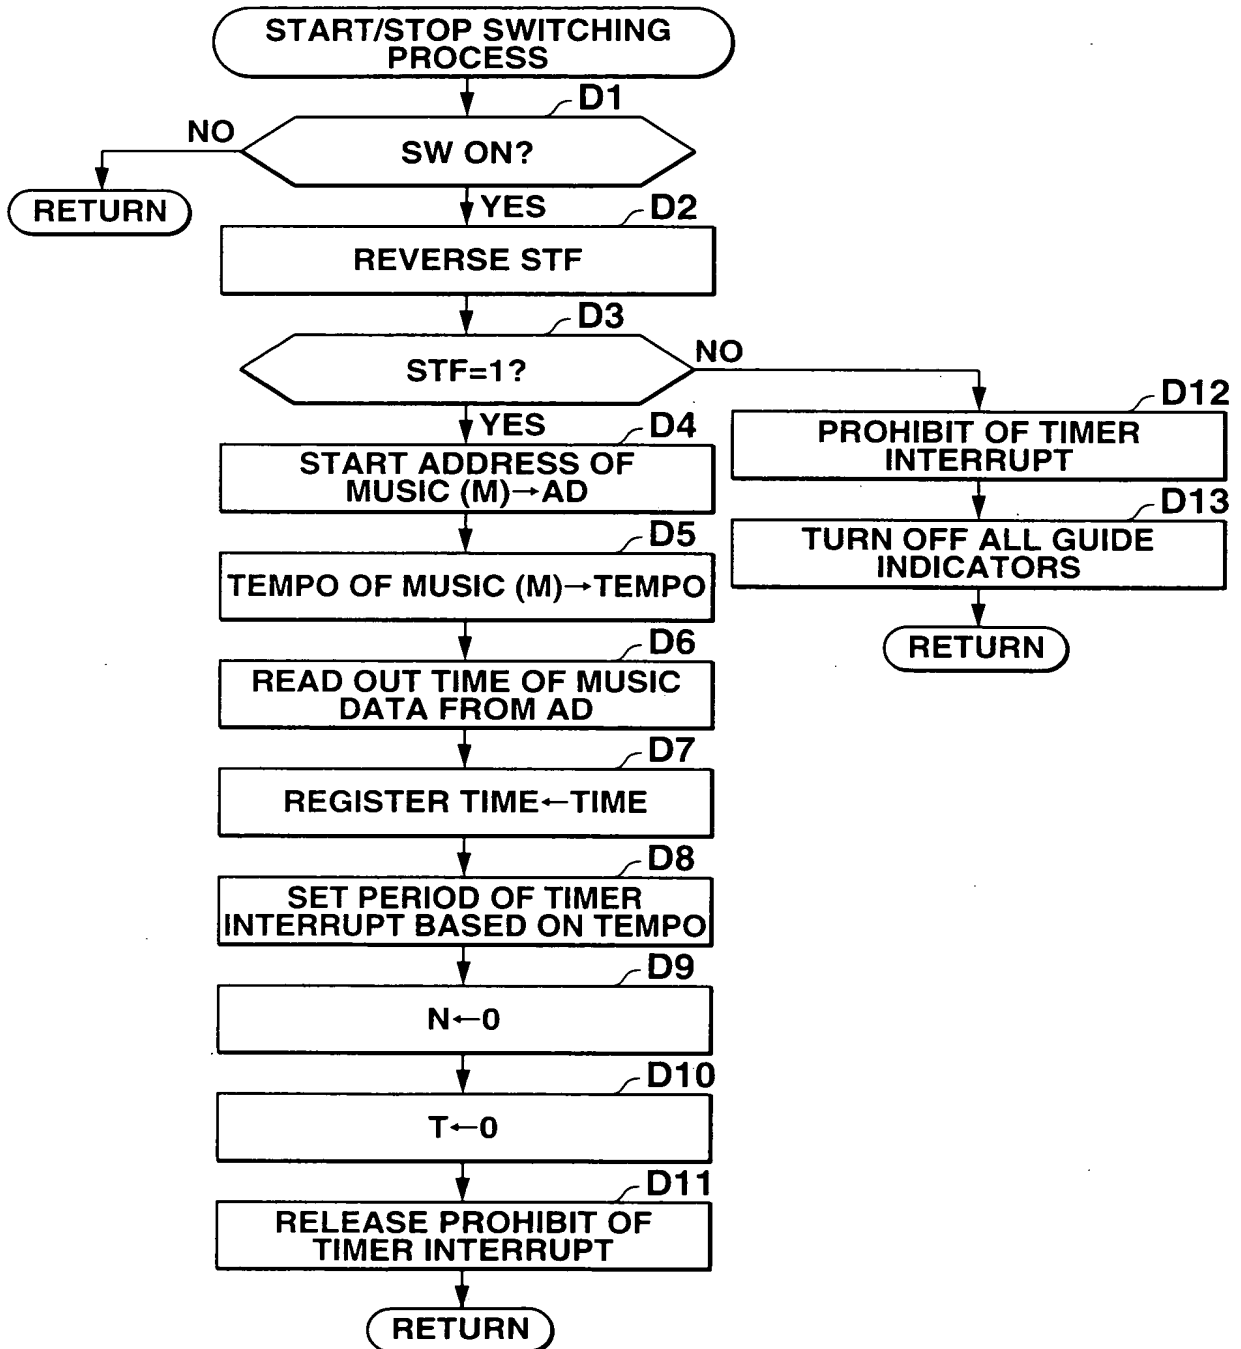 START/STOP SWITCHING
PROCESS
D1
NO
SW ON?
RETURN
YES
D2
REVERSE STF
D3
STF=1?
NO
YES
D4
START ADDRESS OF
MUSIC (M)→AD
D12
PROHIBIT OF TIMER
INTERRUPT
D5
TEMPO OF MUSIC (M)→TEMPO
D13
TURN OFF ALL GUIDE
INDICATORS
RETURN
D6
READ OUT TIME OF MUSIC
DATA FROM AD
D7
REGISTER TIME←TIME
D8
SET PERIOD OF TIMER
INTERRUPT BASED ON TEMPO
D9
N←0
D10
T←0
D11
RELEASE PROHIBIT OF
TIMER INTERRUPT
RETURN